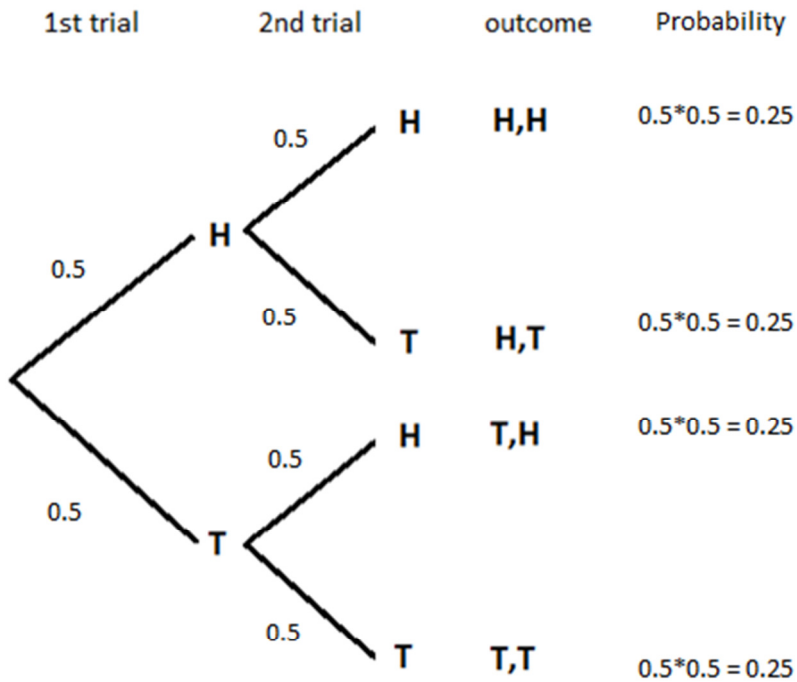 1st trial 2nd trial outcome Probability
0.5 H H,H 0.5*0.5 = 0.25
H
0.5
0.5
T H,T 0.5*0.5 = 0.25
H T,H 0.5*0.5 = 0.25
0.5
0.5
T
0.5
T T,T 0.5*0.5 = 0.25